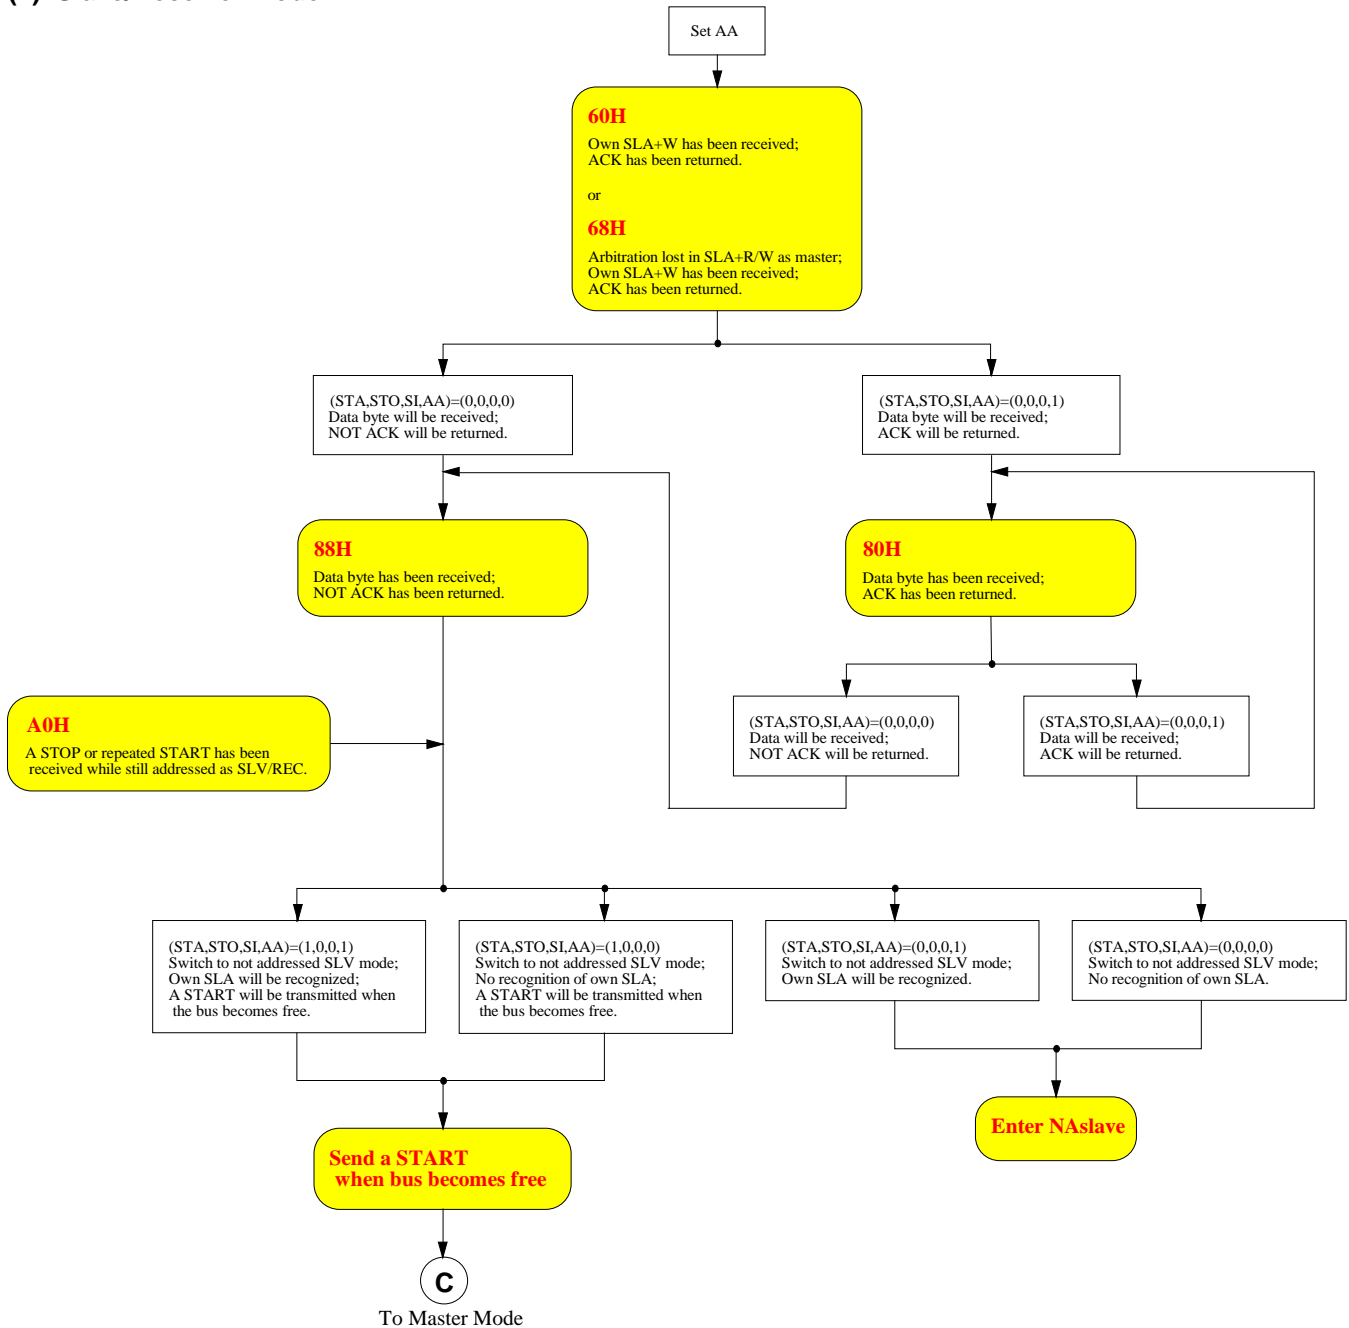 Set AA
60H
Own SLA+W has been received;
ACK has been returned.
or
68H
Arbitration lost in SLA+R/W as master;
Own SLA+W has been received;
ACK has been returned.
(STA,STO,SI,AA)=(0,0,0,0)
Data byte will be received;
NOT ACK will be returned.
(STA,STO,SI,AA)=(0,0,0,1)
Data byte will be received;
ACK will be returned.
88H
Data byte has been received;
NOT ACK has been returned.
80H
Data byte has been received;
ACK has been returned.
A0H
A STOP or repeated START has been
received while still addressed as SLV/REC.
(STA,STO,SI,AA)=(0,0,0,0)
Data will be received;
NOT ACK will be returned.
(STA,STO,SI,AA)=(0,0,0,1)
Data will be received;
ACK will be returned.
(STA,STO,SI,AA)=(1,0,0,1)
Switch to not addressed SLV mode;
Own SLA will be recognized;
A START will be transmitted when
the bus becomes free.
(STA,STO,SI,AA)=(1,0,0,0)
Switch to not addressed SLV mode;
No recognition of own SLA;
A START will be transmitted when
the bus becomes free.
(STA,STO,SI,AA)=(0,0,0,1)
Switch to not addressed SLV mode;
Own SLA will be recognized.
(STA,STO,SI,AA)=(0,0,0,0)
Switch to not addressed SLV mode;
No recognition of own SLA.
Enter NAslave
Send a START
when bus becomes free
C
To Master Mode